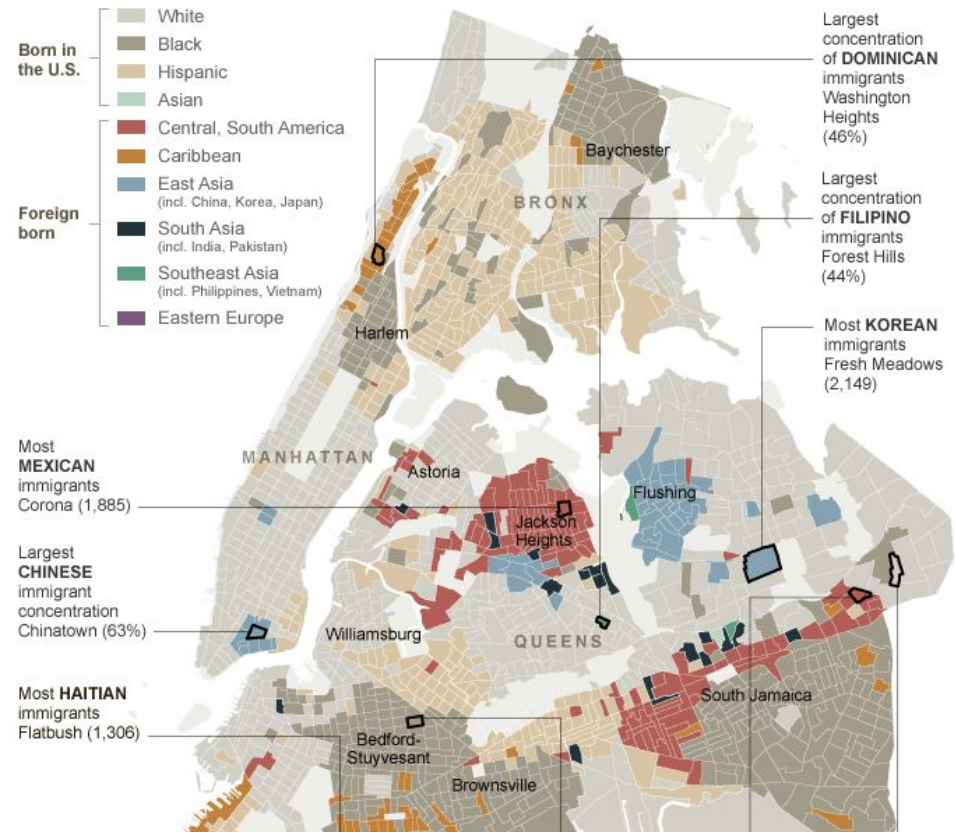 Born in
the U.S.
White
Black
Hispanic
Asian
Foreign
born
Central, South America
Caribbean
East Asia
(incl. China, Korea, Japan)
South Asia
(incl. India, Pakistan)
Southeast Asia
(incl. Philippines, Vietnam)
Eastern Europe
Largest
concentration
of DOMINICAN
immigrants
Washington
Heights
(46%)
Largest
concentration
of FILIPINO
immigrants
Forest Hills
(44%)
Most KOREAN
immigrants
Fresh Meadows
(2,149)
Most
MEXICAN
immigrants
Corona (1,885)
Largest
CHINESE
immigrant
concentration
Chinatown (63%)
Most HAITIAN
immigrants
Flatbush (1,306)
Baychester
BRONX
Harlem
MANHATTAN
Astoria
Flushing
Jackson
Heights
Williamsburg
QUEENS
South Jamaica
Bedford-
Stuyvesant
Brownsville